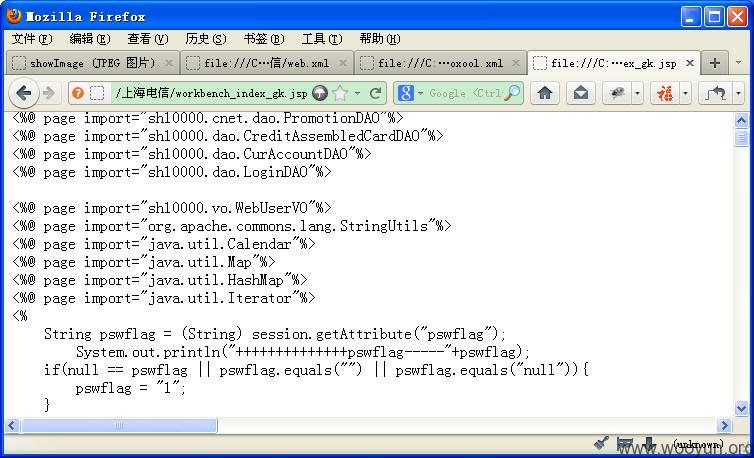 Mozilla Firefox
文件(F) 编辑(E) 查看(V) 历史(S) 书签(B) 工具(T) 帮助(H)
showImage (JPEG 图片) file:///C…信/web.xml file:///C…oxool.xml file:///C…ex_gk.jsp
/上海电信/workbench_index_gk.jsp Google <Ctrl 福
<%@ page import="sh10000.cnet.dao.PromotionDAO"%>
<%@ page import="sh10000.dao.CreditAssembledCardDAO"%>
<%@ page import="sh10000.dao.CurAccountDAO"%>
<%@ page import="sh10000.dao.LoginDAO"%>
<%@ page import="sh10000.vo.WebUserVO"%>
<%@ page import="org.apache.commons.lang.StringUtils"%>
<%@ page import="java.util.Calendar"%>
<%@ page import="java.util.Map"%>
<%@ page import="java.util.HashMap"%>
<%@ page import="java.util.Iterator"%>
<%
String pswflag = (String) session.getAttribute("pswflag");
System.out.println("++++++++++++++pswflag-----"+pswflag);
if(null == pswflag || pswflag.equals("") || pswflag.equals("null")){
pswflag = "1";
}
(unknown)
www.wooyun.org